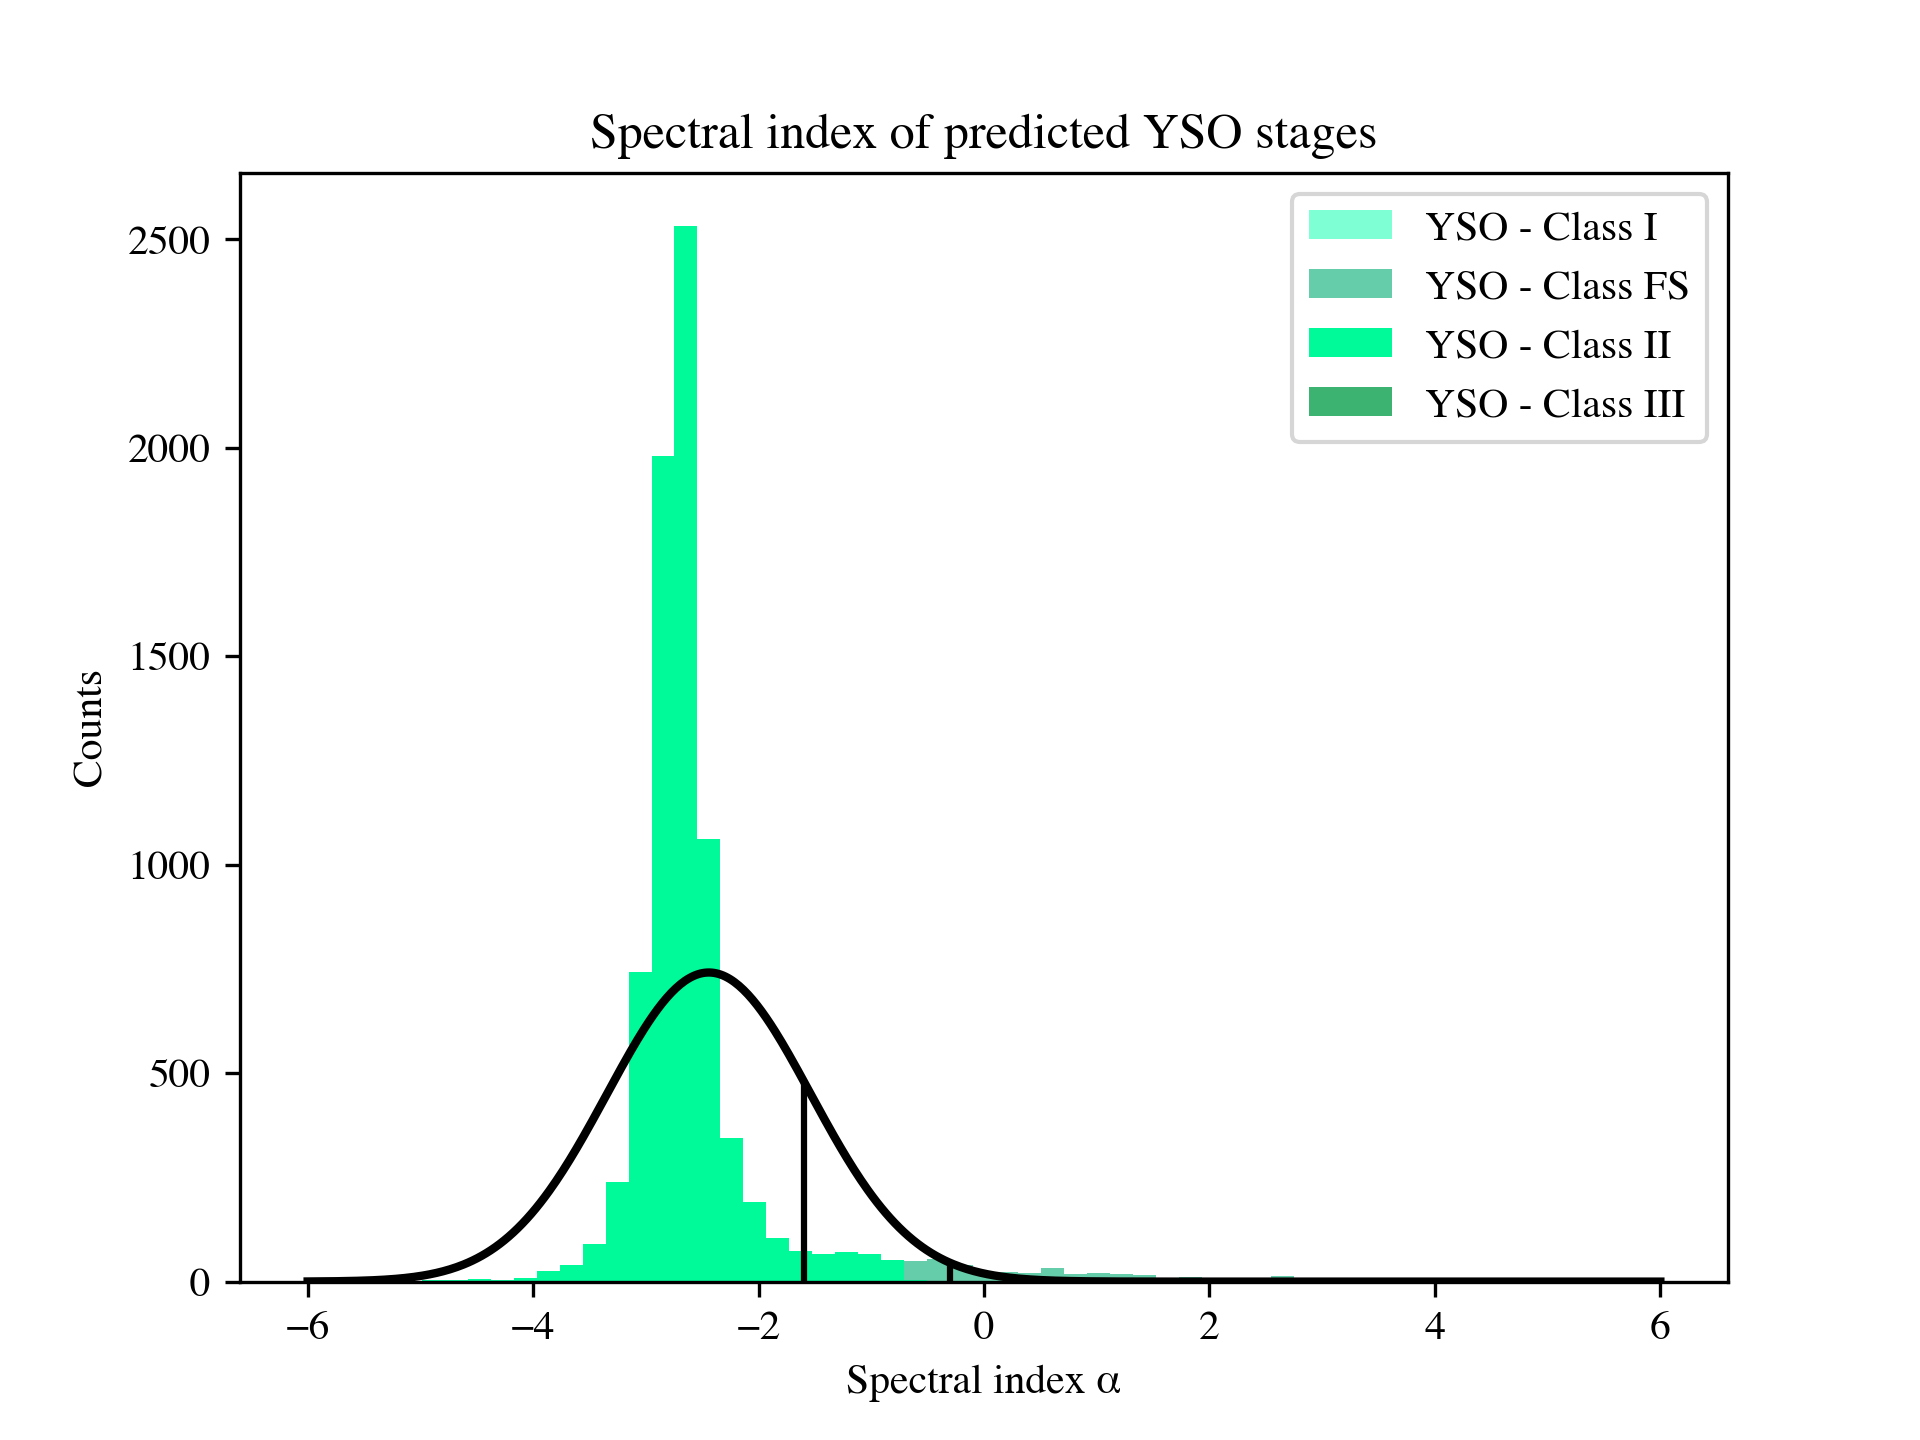 Spectral index of predicted YSO stages
YSO - Class I
YSO - Class FS
YSO - Class II
YSO - Class III
2500
2000
1500
1000
500
0
Counts
−6 −4 −2 0 2 4 6
Spectral index α